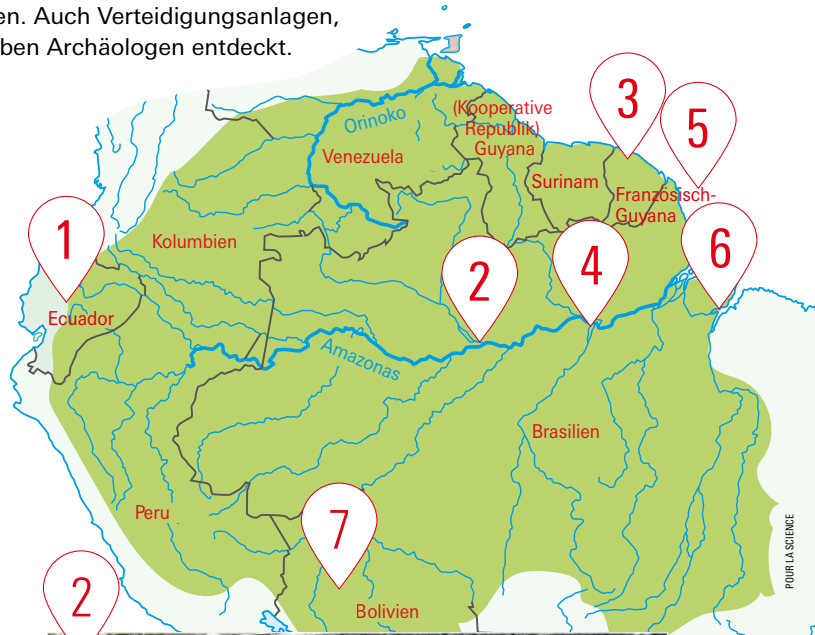 en. Auch Verteidigungsanlagen,
ben Archäologen entdeckt.
Orinoko
(Kooperative
Republik)
Guyana
Venezuela
3
5
Surinam
Französisch-
Guyana
1
Kolumbien
2
4
6
Ecuador
Amazonas
Brasilien
Peru
7
2
Bolivien
POUR LA SCIENCE